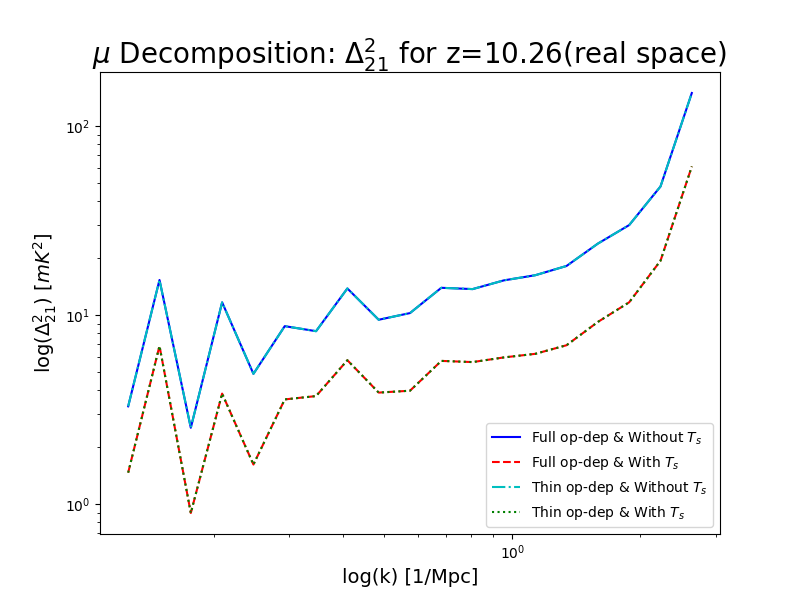 μ Decomposition: Δ²₂₁ for z=10.26(real space)
10²
10¹
10⁰
log(Δ²₂₁) [mK²]
Full op-dep & Without Tₛ
Full op-dep & With Tₛ
Thin op-dep & Without Tₛ
Thin op-dep & With Tₛ
10⁰
log(k) [1/Mpc]